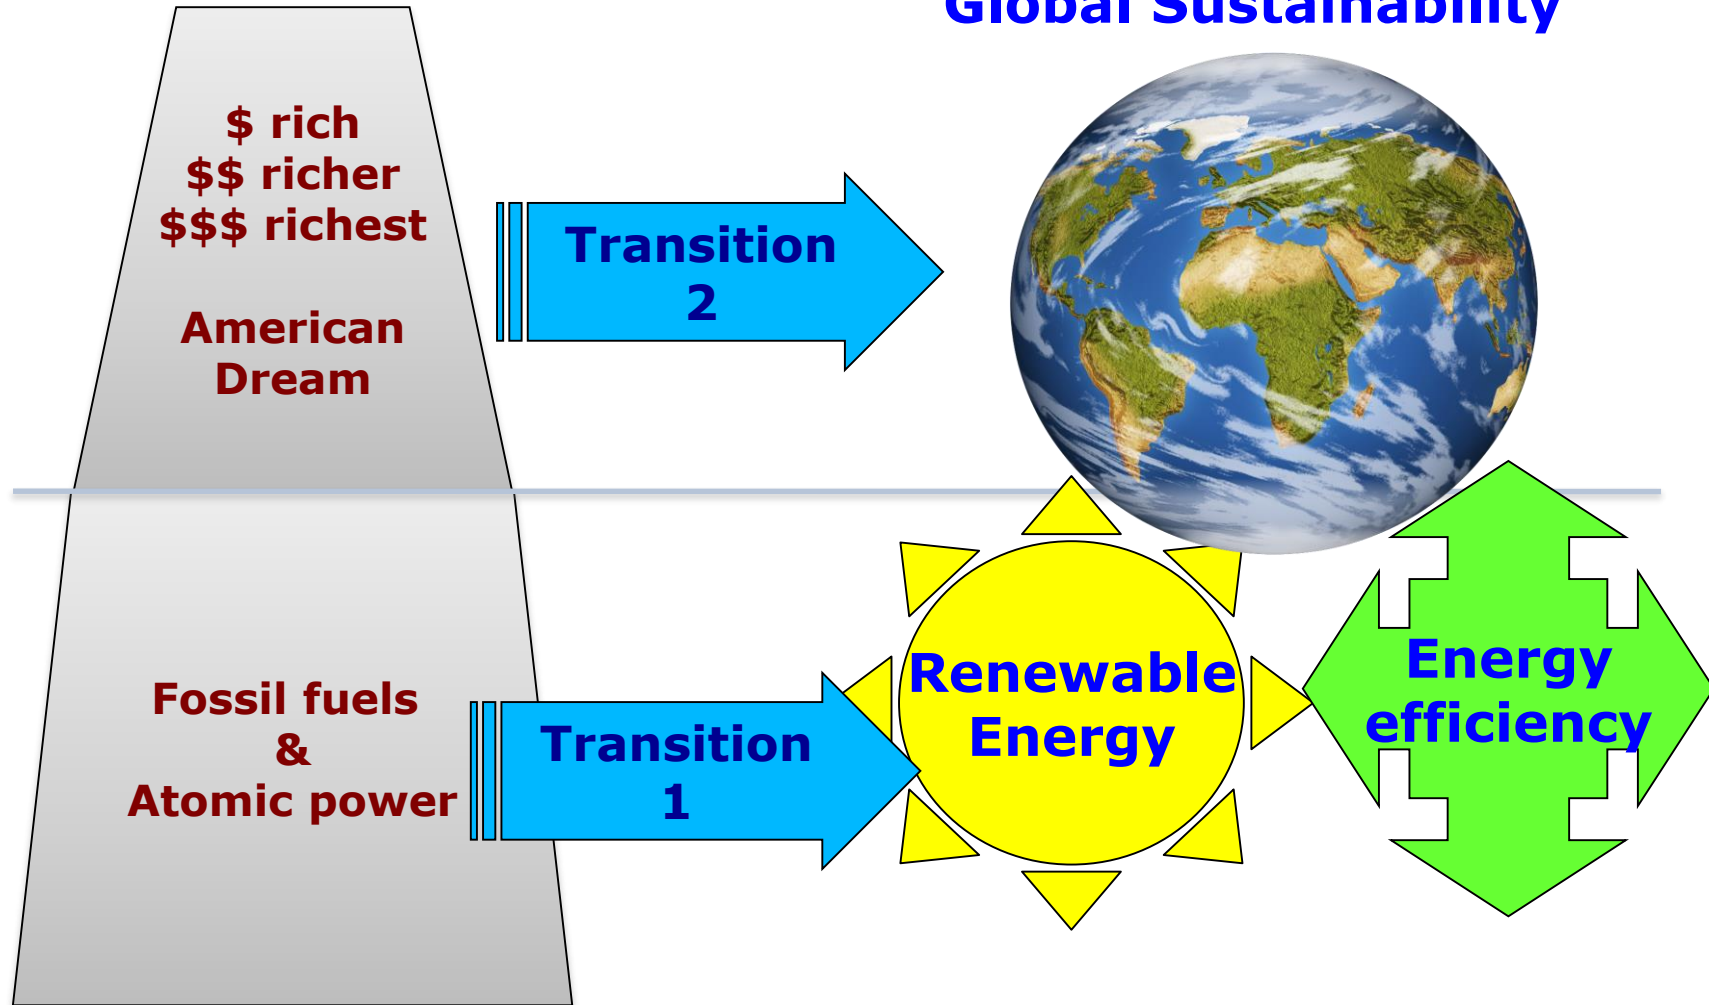 Global Sustainability
$ rich
$$ richer
$$$ richest
American
Dream
Transition
2
Fossil fuels
&
Atomic power
Transition
1
Renewable
Energy
Energy
efficiency